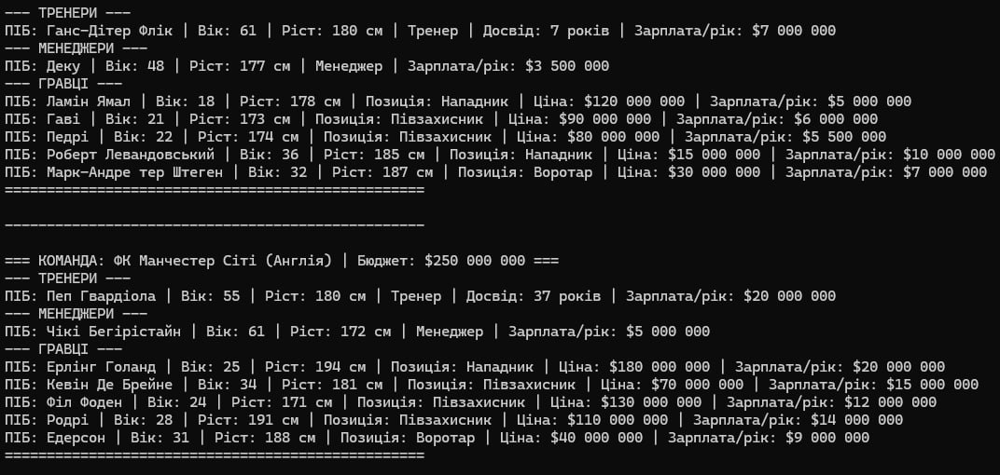 --- ТРЕНЕРИ ---
ПІБ: Ганс-Дітер Флік | Вік: 61 | Ріст: 180 см | Тренер | Досвід: 7 років | Зарплата/рік: $7 000 000
--- МЕНЕДЖЕРИ ---
ПІБ: Деку | Вік: 48 | Ріст: 177 см | Менеджер | Зарплата/рік: $3 500 000
--- ГРАВЦІ ---
ПІБ: Ламін Ямал | Вік: 18 | Ріст: 178 см | Позиція: Нападник | Ціна: $120 000 000 | Зарплата/рік: $5 000 000
ПІБ: Гаві | Вік: 21 | Ріст: 173 см | Позиція: Півзахисник | Ціна: $90 000 000 | Зарплата/рік: $6 000 000
ПІБ: Педрі | Вік: 22 | Ріст: 174 см | Позиція: Півзахисник | Ціна: $80 000 000 | Зарплата/рік: $5 500 000
ПІБ: Роберт Левандовський | Вік: 36 | Ріст: 185 см | Позиція: Нападник | Ціна: $15 000 000 | Зарплата/рік: $10 000 000
ПІБ: Марк-Андре тер Штеген | Вік: 32 | Ріст: 187 см | Позиція: Воротар | Ціна: $30 000 000 | Зарплата/рік: $7 000 000
==================================================
--------------------------------------------------
=== КОМАНДА: ФК Манчестер Сіті (Англія) | Бюджет: $250 000 000 ===
--- ТРЕНЕРИ ---
ПІБ: Пеп Гвардіола | Вік: 55 | Ріст: 180 см | Тренер | Досвід: 37 років | Зарплата/рік: $20 000 000
--- МЕНЕДЖЕРИ ---
ПІБ: Чікі Бегірістайн | Вік: 61 | Ріст: 172 см | Менеджер | Зарплата/рік: $5 000 000
--- ГРАВЦІ ---
ПІБ: Ерлінг Голанд | Вік: 25 | Ріст: 194 см | Позиція: Нападник | Ціна: $180 000 000 | Зарплата/рік: $20 000 000
ПІБ: Кевін Де Брейне | Вік: 34 | Ріст: 181 см | Позиція: Півзахисник | Ціна: $70 000 000 | Зарплата/рік: $15 000 000
ПІБ: Філ Фоден | Вік: 24 | Ріст: 171 см | Позиція: Півзахисник | Ціна: $130 000 000 | Зарплата/рік: $12 000 000
ПІБ: Родрі | Вік: 28 | Ріст: 191 см | Позиція: Півзахисник | Ціна: $110 000 000 | Зарплата/рік: $14 000 000
ПІБ: Едерсон | Вік: 31 | Ріст: 188 см | Позиція: Воротар | Ціна: $40 000 000 | Зарплата/рік: $9 000 000
==================================================